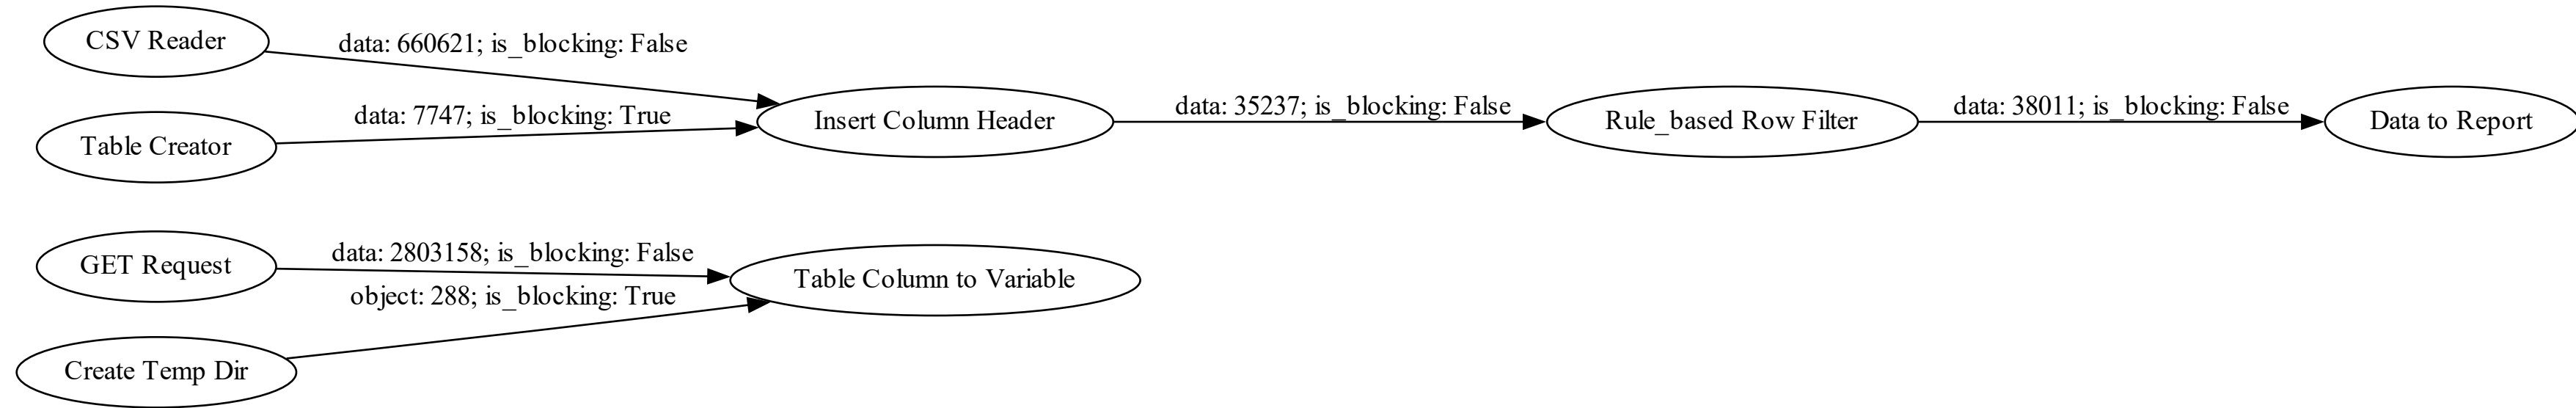 CSV Reader
data: 660621; is_blocking: False
Table Creator
data: 7747; is_blocking: True
Insert Column Header
data: 35237; is_blocking: False
Rule_based Row Filter
data: 38011; is_blocking: False
Data to Report
GET Request
data: 2803158; is_blocking: False
Table Column to Variable
object: 288; is_blocking: True
Create Temp Dir